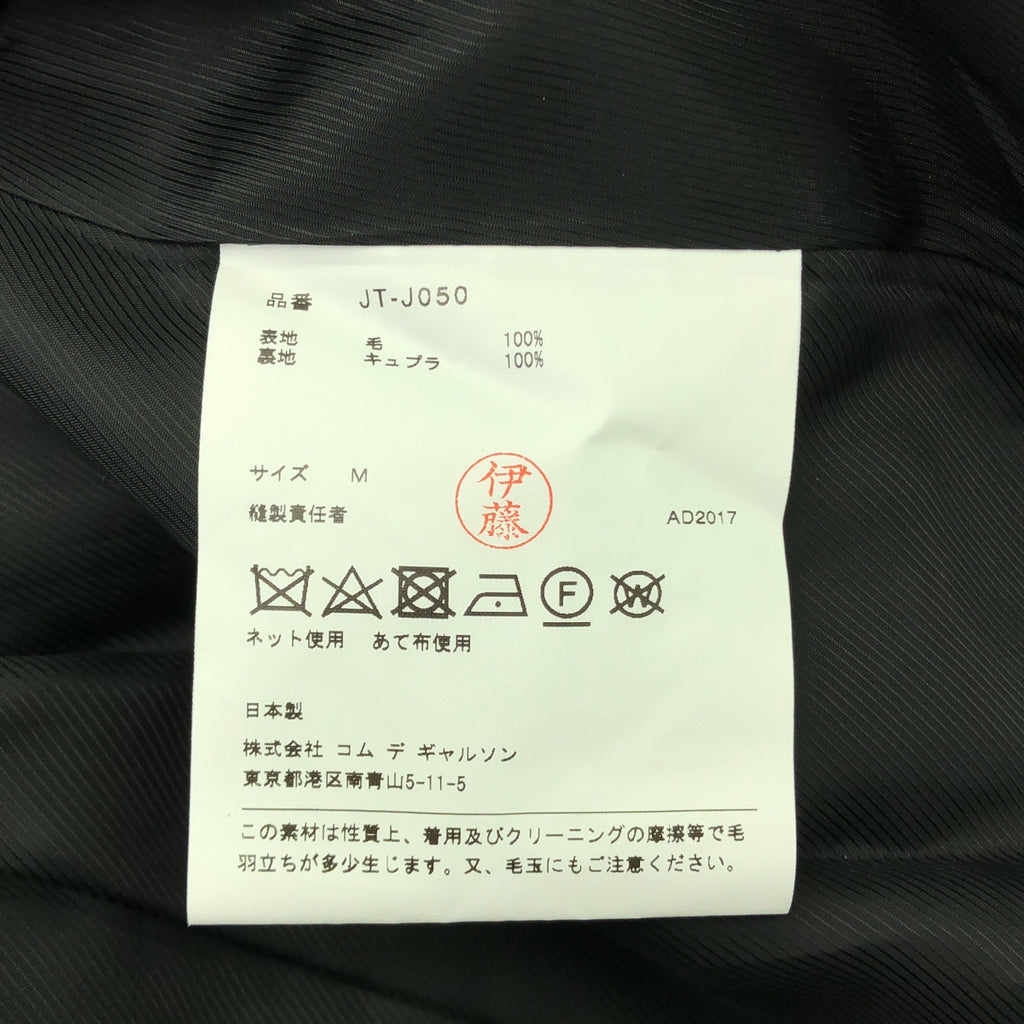 品番 JT-J050
表地 毛 100%
裏地 キュプラ 100%
サイズ M
伊藤
縫製責任者 AD2017
F W
ネット使用 あて布使用
日本製
株式会社 コム デ ギャルソン
東京都港区南青山5-11-5
この素材は性質上、着用及びクリーニングの摩擦等で毛
羽立ちが多少生じます。又、毛玉にもご注意ください。